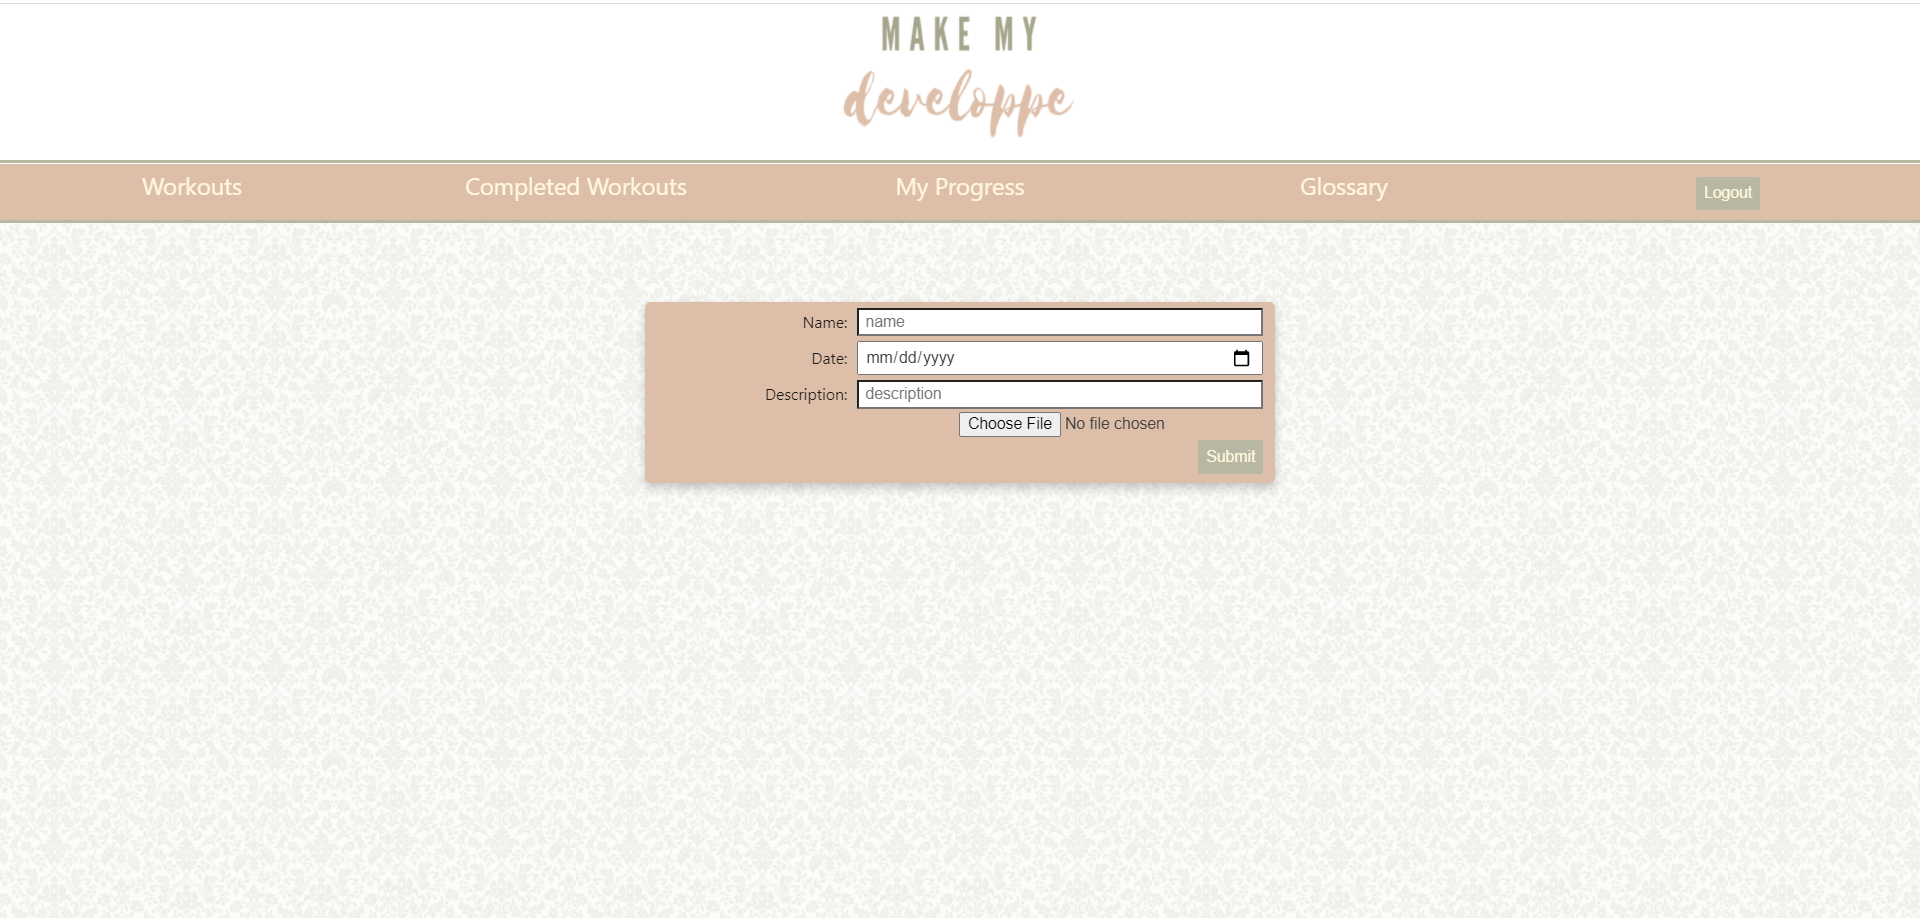 MAKE MY
developpe
Workouts Completed Workouts My Progress Glossary Logout
Name: name
Date: mm/dd/yyyy
Description: description
Choose File No file chosen
Submit